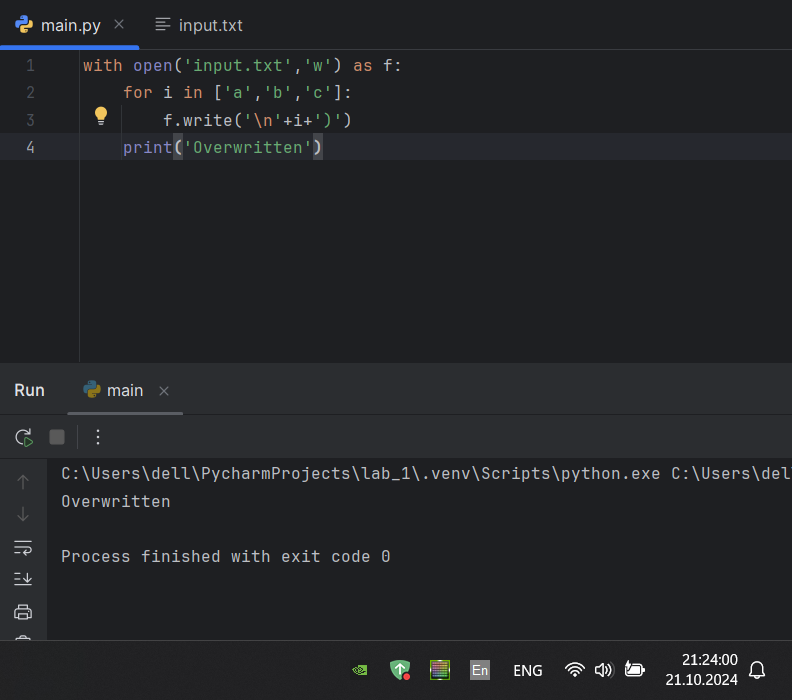 main.py
input.txt
1 with open('input.txt','w') as f:
2     for i in ['a','b','c']:
3         f.write('\n'+i+')')
4     print('Overwritten')
Run
main
C:\Users\dell\PycharmProjects\lab_1\.venv\Scripts\python.exe C:\Users\del
Overwritten
Process finished with exit code 0
En
ENG
21:24:00
21.10.2024